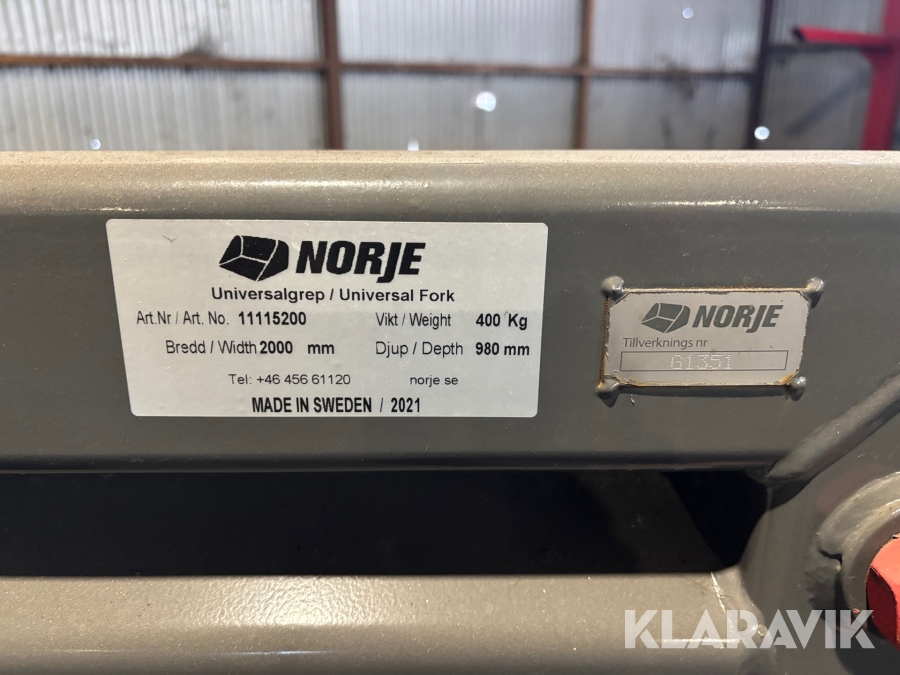 NORJE
Universalgrep / Universal Fork
Art.Nr / Art. No. 11115200 Vikt / Weight 400 Kg
Bredd / Width 2000 mm Djup / Depth 980 mm
Tel: +46 456 61120 norje.se
MADE IN SWEDEN / 2021
NORJE
Tillverknings nr
G1351
KLARAVIK